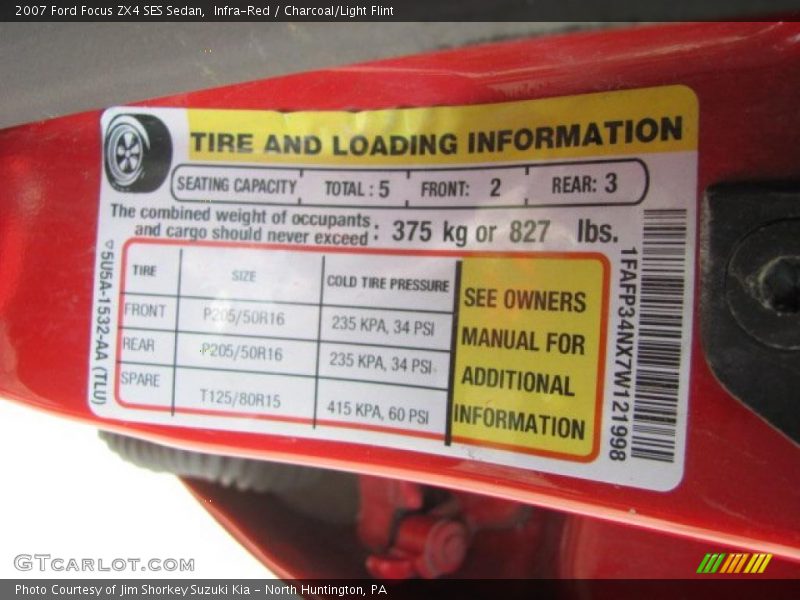 2007 Ford Focus ZX4 SES Sedan,  Infra-Red / Charcoal/Light Flint
TIRE AND LOADING INFORMATION
SEATING CAPACITY TOTAL : 5 FRONT: 2 REAR: 3
The combined weight of occupants
and cargo should never exceed : 375 kg or 827 lbs.
TIRE SIZE COLD TIRE PRESSURE
FRONT P205/50R16 235 KPA, 34 PSI
REAR P205/50R16 235 KPA, 34 PSI
SPARE T125/80R15 415 KPA, 60 PSI
SEE OWNERS
MANUAL FOR
ADDITIONAL
INFORMATION
5U5A-1532-AA (TLU)
1FAFP34NX7W121998
GTCARLOT.COM
Photo Courtesy of Jim Shorkey Suzuki Kia - North Huntington, PA